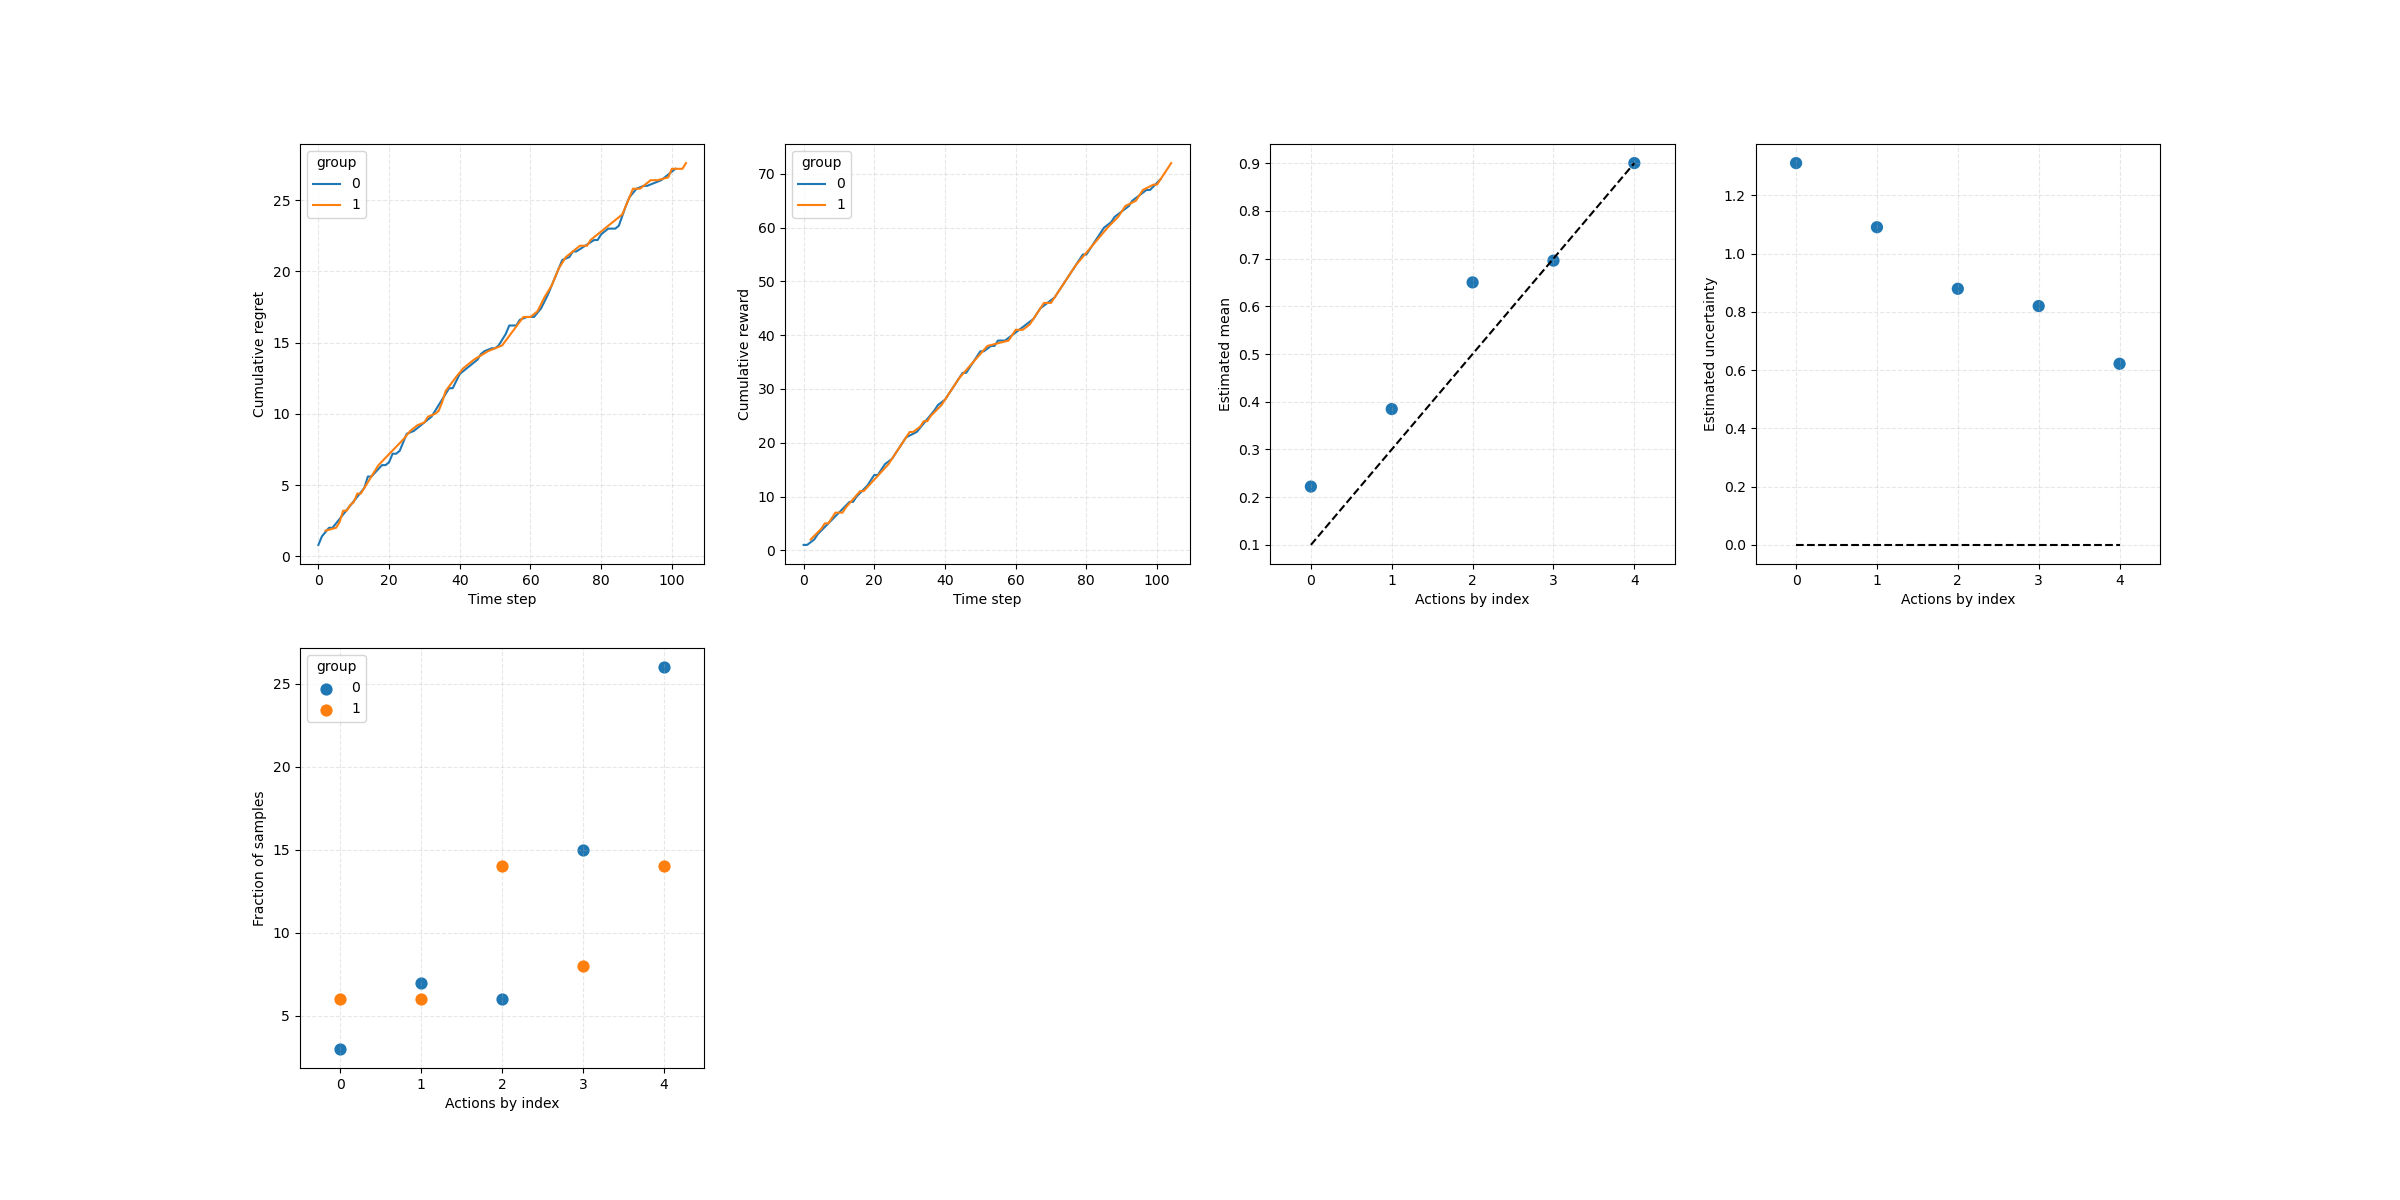 group
0
1
25
20
15
10
5
0
Cumulative regret
0 20 40 60 80 100
Time step
group
0
1
70
60
50
40
30
20
10
0
Cumulative reward
0 20 40 60 80 100
Time step
0.9
0.8
0.7
0.6
0.5
0.4
0.3
0.2
0.1
Estimated mean
0 1 2 3 4
Actions by index
1.2
1.0
0.8
0.6
0.4
0.2
0.0
Estimated uncertainty
0 1 2 3 4
Actions by index
group
0
1
25
20
15
10
5
Fraction of samples
0 1 2 3 4
Actions by index